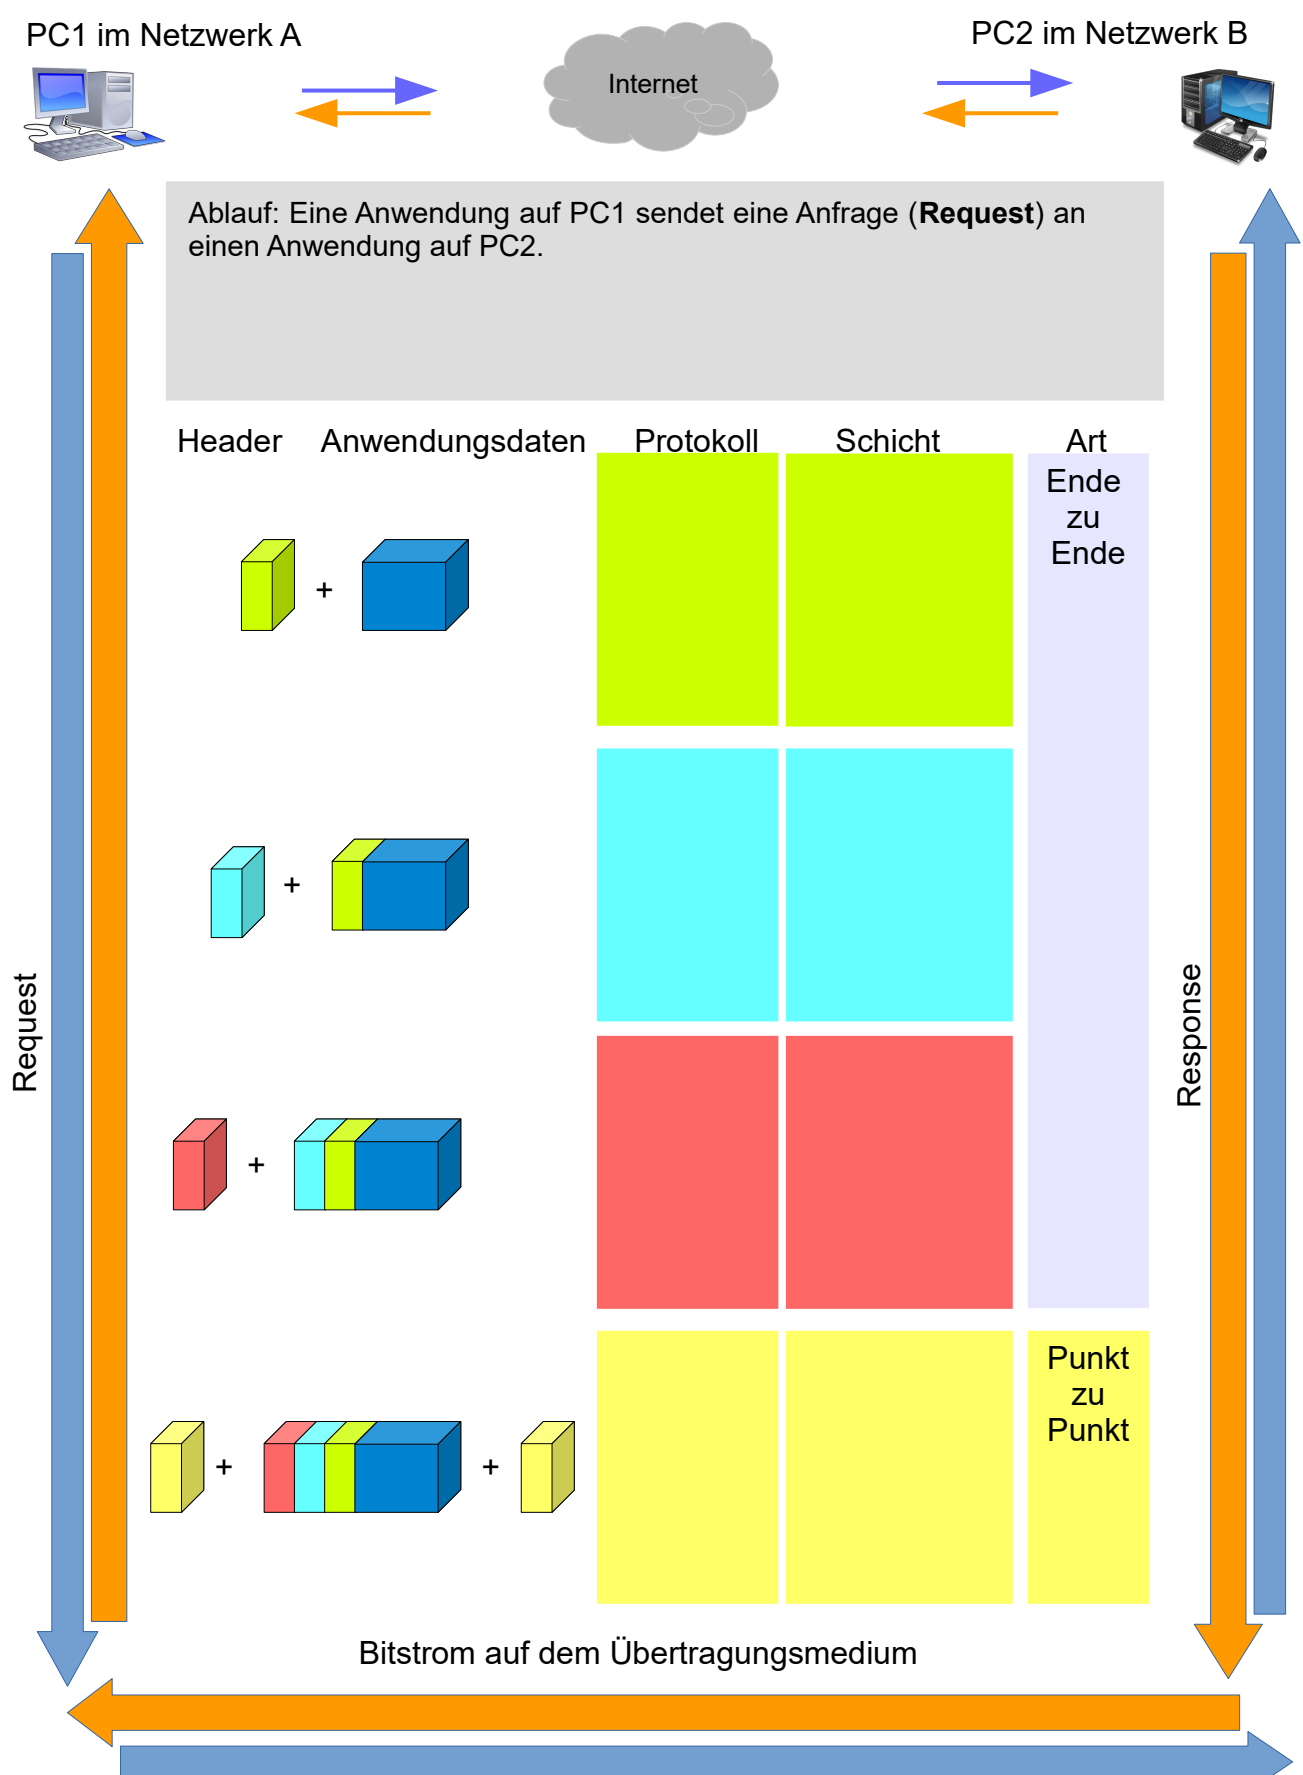 PC1 im Netzwerk A
Internet
PC2 im Netzwerk B
Ablauf: Eine Anwendung auf PC1 sendet eine Anfrage (Request) an
einen Anwendung auf PC2.
Header Anwendungsdaten Protokoll Schicht Art
Ende
zu
Ende
+
+
Request
Response
+
Punkt
zu
Punkt
+ +
Bitstrom auf dem Übertragungsmedium